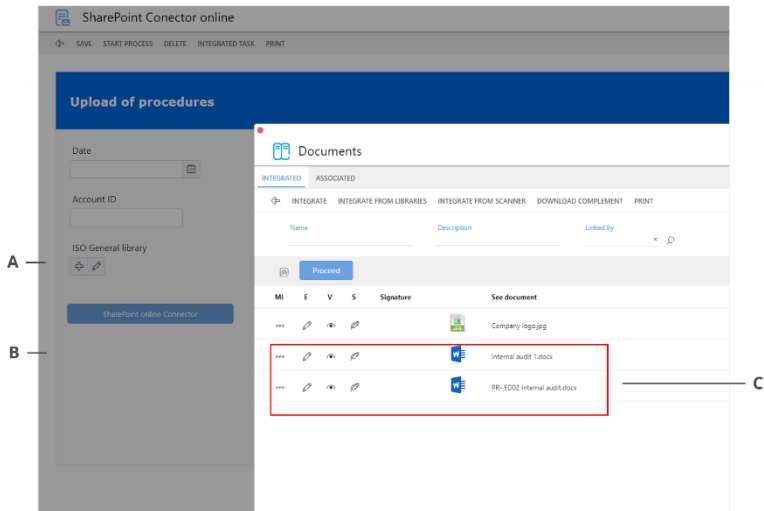 SharePoint Conector online
SAVE START PROCESS DELETE INTEGRATED TASK PRINT
Upload of procedures
Date
Account ID
ISO General library
SharePoint online Connector
A
B
Documents
INTEGRATED ASSOCIATED
INTEGRATE INTEGRATE FROM LIBRARIES INTEGRATE FROM SCANNER DOWNLOAD COMPLEMENT PRINT
Name Description Linked by
Proceed
MI E V S Signature See document
JPG Company logo.jpg
W Internal audit 1.docx
W PR- ED02 Internal audit.docx
C